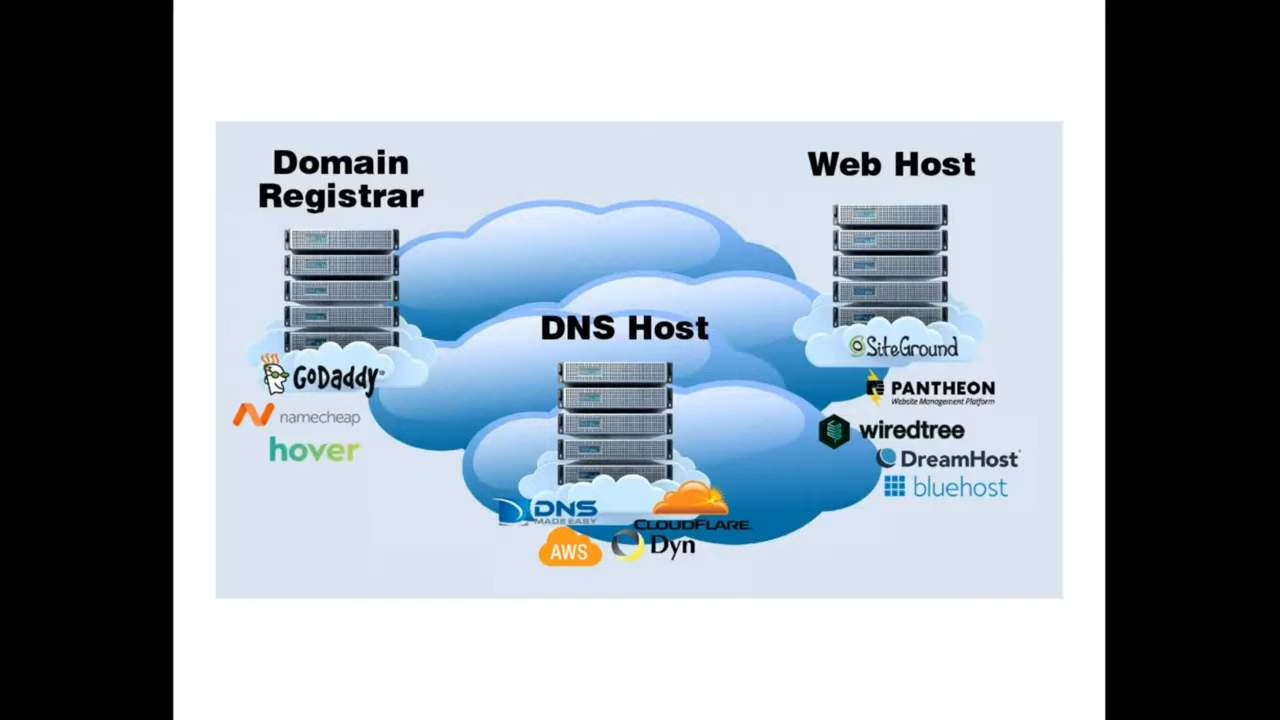 Domain
Registrar
GoDaddy
namecheap
hover
DNS Host
DNS
MADE EASY
CLOUDFLARE
AWS
Dyn
Web Host
SiteGround
PANTHEON
Website Management Platform
wiredtree
DreamHost
bluehost